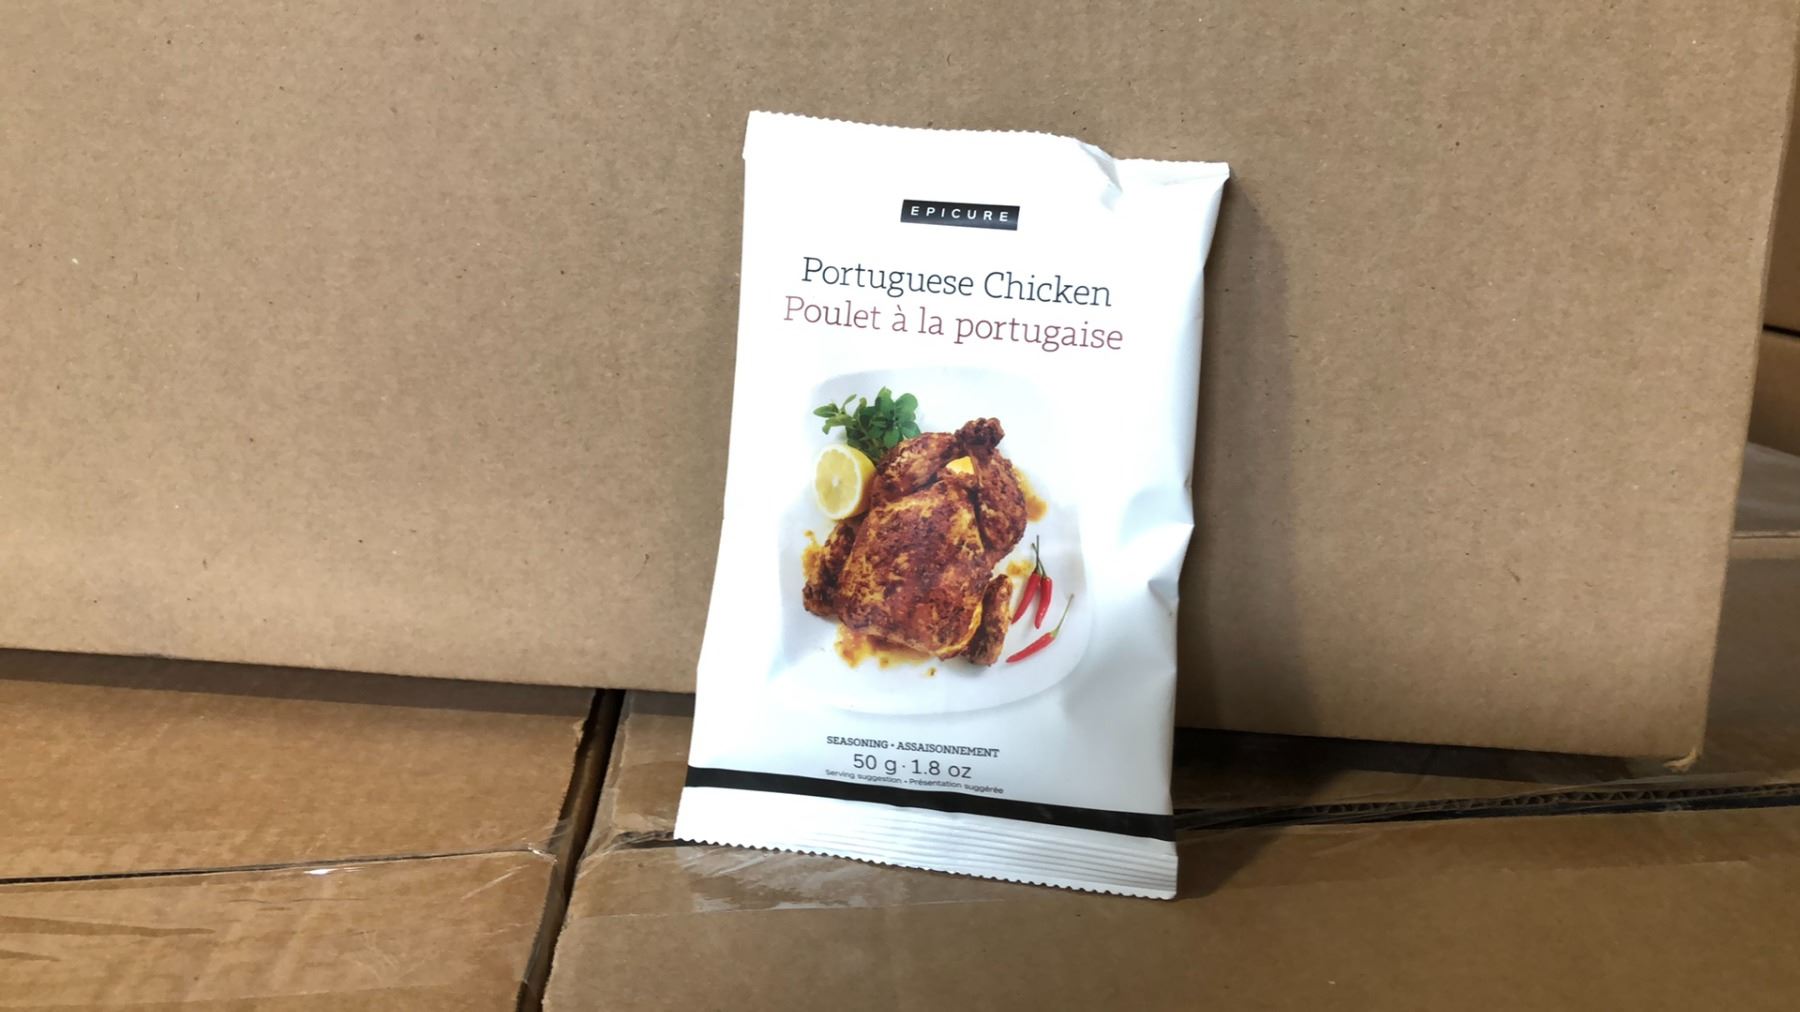 EPICURE
Portuguese Chicken
Poulet à la portugaise
SEASONING • ASSAISONNEMENT
50 g · 1.8 oz
Serving suggestion • Présentation suggérée